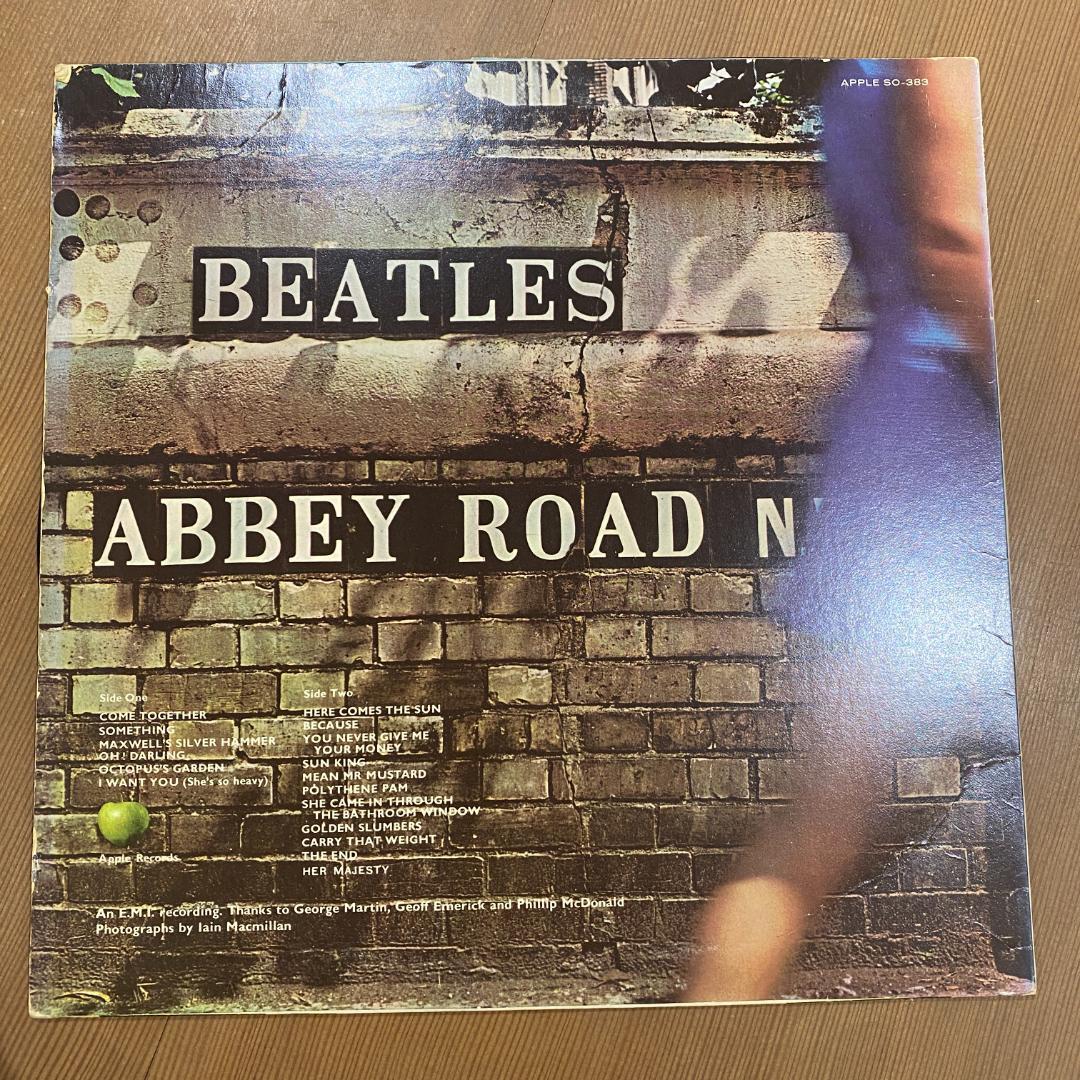 APPLE SO-383
BEATLES
ABBEY ROAD N
Side One
COME TOGETHER
SOMETHING
MAXWELL'S SILVER HAMMER
OH! DARLING
OCTOPUS'S GARDEN
I WANT YOU (She's so heavy)
Apple Records
Side Two
HERE COMES THE SUN
BECAUSE
YOU NEVER GIVE ME
YOUR MONEY
SUN KING
MEAN MR MUSTARD
POLYTHENE PAM
SHE CAME IN THROUGH
THE BATHROOM WINDOW
GOLDEN SLUMBERS
CARRY THAT WEIGHT
THE END
HER MAJESTY
An E.M.I. recording. Thanks to George Martin, Geoff Emerick and Phillip McDonald
Photographs by Iain Macmillan